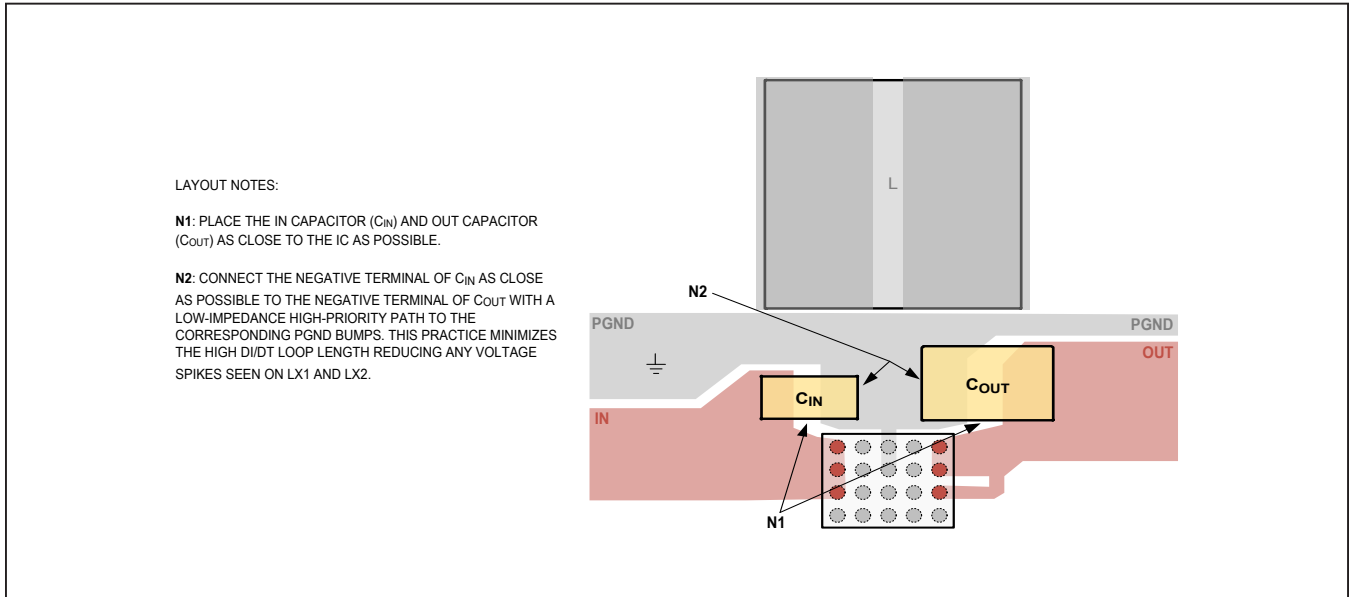 LAYOUT NOTES:
N1: PLACE THE IN CAPACITOR (CIN) AND OUT CAPACITOR
(COUT) AS CLOSE TO THE IC AS POSSIBLE.
N2: CONNECT THE NEGATIVE TERMINAL OF CIN AS CLOSE
AS POSSIBLE TO THE NEGATIVE TERMINAL OF COUT WITH A
LOW-IMPEDANCE HIGH-PRIORITY PATH TO THE
CORRESPONDING PGND BUMPS. THIS PRACTICE MINIMIZES
THE HIGH DI/DT LOOP LENGTH REDUCING ANY VOLTAGE
SPIKES SEEN ON LX1 AND LX2.
L
N2
PGND
PGND
OUT
CIN
COUT
IN
N1